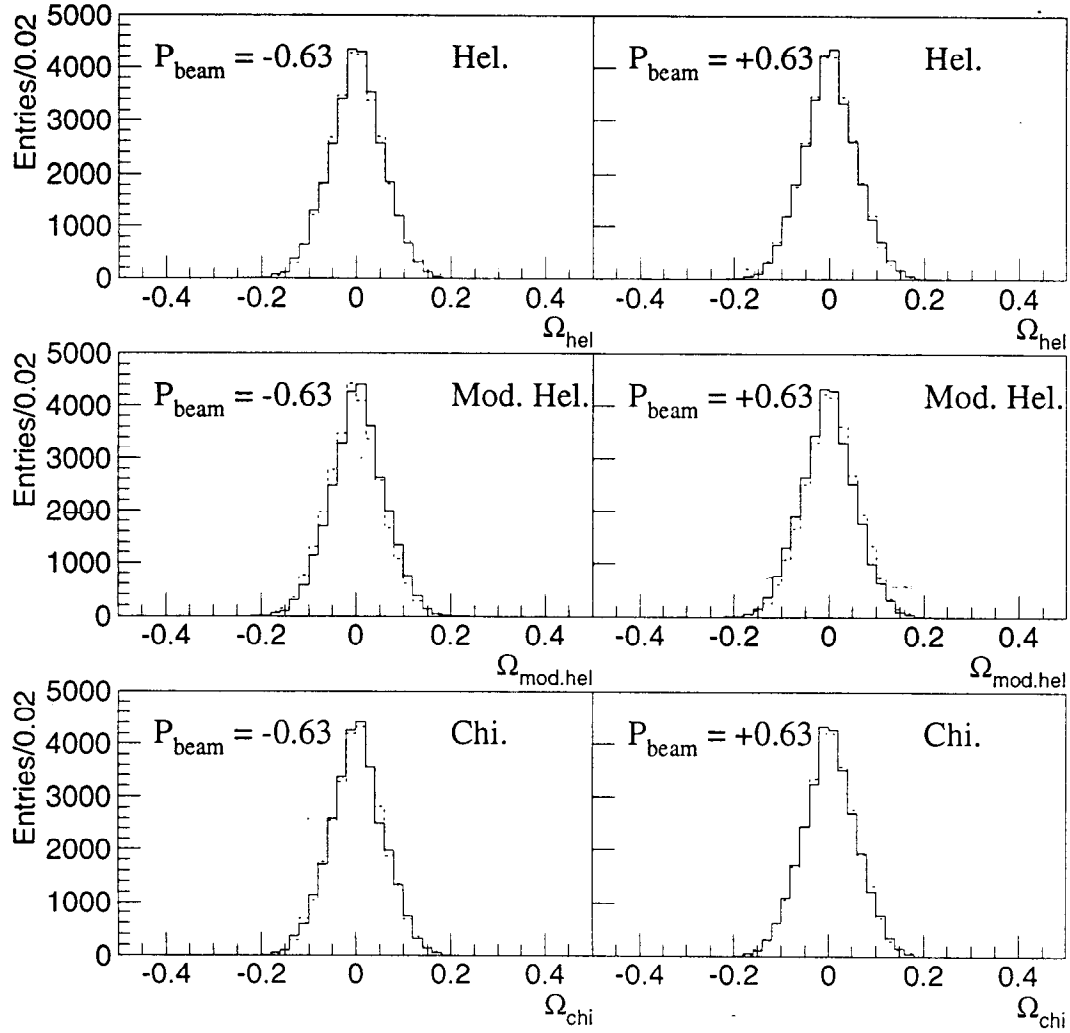 5000
4000
3000
2000
1000
0
Entries/0.02
P_beam = -0.63 Hel.
P_beam = +0.63 Hel.
-0.4 -0.2 0 0.2 0.4
Ω_hel
-0.4 -0.2 0 0.2 0.4
Ω_hel
5000
4000
3000
2000
1000
0
Entries/0.02
P_beam = -0.63 Mod. Hel.
P_beam = +0.63 Mod. Hel.
-0.4 -0.2 0 0.2 0.4
Ω_mod.hel
-0.4 -0.2 0 0.2 0.4
Ω_mod.hel
5000
4000
3000
2000
1000
0
Entries/0.02
P_beam = -0.63 Chi.
P_beam = +0.63 Chi.
-0.4 -0.2 0 0.2 0.4
Ω_chi
-0.4 -0.2 0 0.2 0.4
Ω_chi